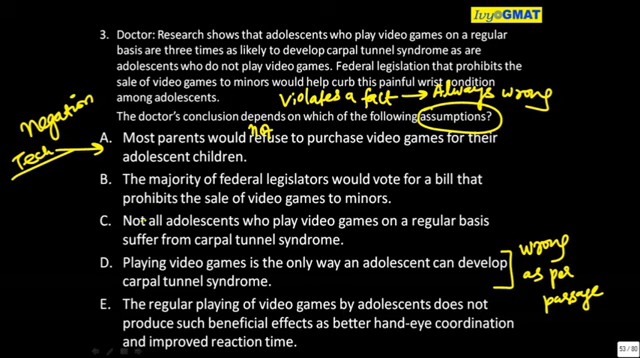 Ivy GMAT
3. Doctor: Research shows that adolescents who play video games on a regular
basis are three times as likely to develop carpal tunnel syndrome as are
adolescents who do not play video games. Federal legislation that prohibits the
sale of video games to minors would help curb this painful wrist condition
among adolescents.
violates a fact → Always wrong
The doctor's conclusion depends on which of the following assumptions?
Negation
Tech
not
A. Most parents would refuse to purchase video games for their
adolescent children.
B. The majority of federal legislators would vote for a bill that
prohibits the sale of video games to minors.
C. Not all adolescents who play video games on a regular basis
suffer from carpal tunnel syndrome.
D. Playing video games is the only way an adolescent can develop
carpal tunnel syndrome.
wrong
as per
passage
E. The regular playing of video games by adolescents does not
produce such beneficial effects as better hand-eye coordination
and improved reaction time.
53 / 80